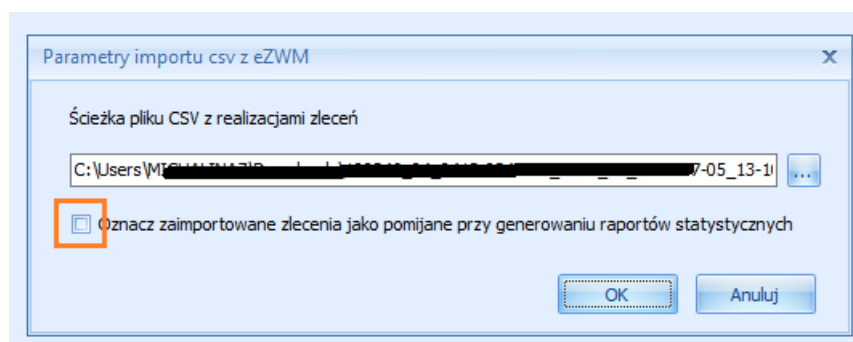 Parametry importu csv z eZWM
x
Ścieżka pliku CSV z realizacjami zleceń
C:\Users\ 7-05_13-1
...
Oznacz zaimportowane zlecenia jako pomijane przy generowaniu raportów statystycznych
OK Anuluj